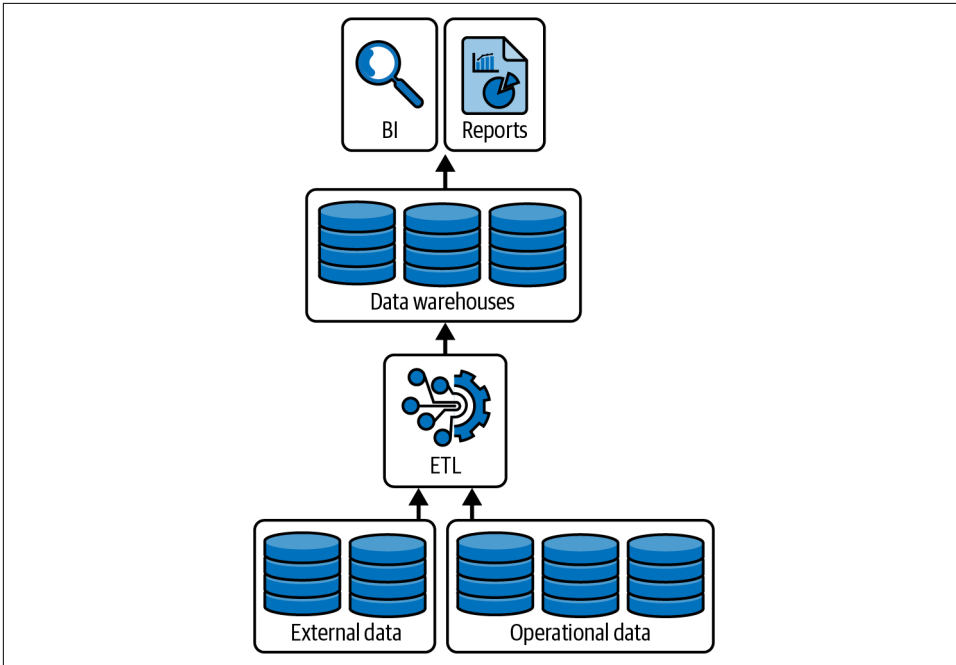 BI
Reports
Data warehouses
ETL
External data
Operational data